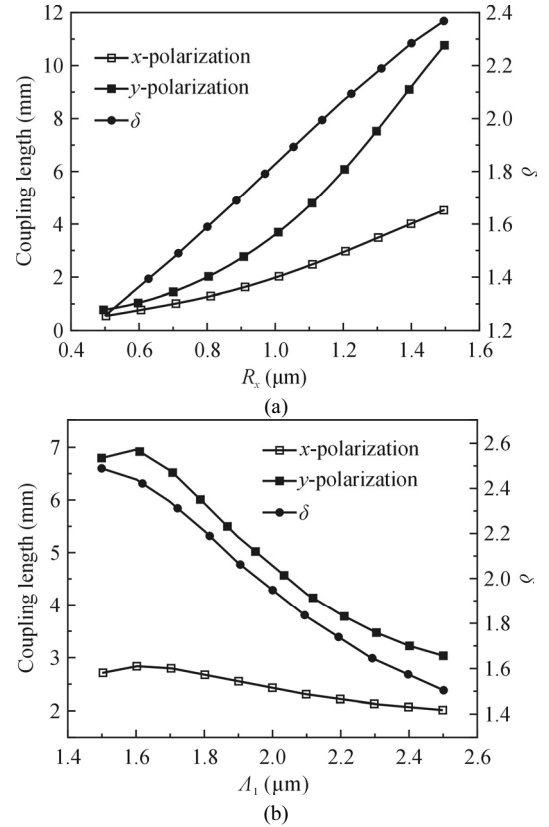 12
10
8
6
4
2
0
Coupling length (mm)
x-polarization
y-polarization
δ
2.4
2.2
2.0
1.8
1.6
1.4
1.2
δ
0.4 0.6 0.8 1.0 1.2 1.4 1.6
Rₓ (μm)
(a)
7
6
5
4
3
2
Coupling length (mm)
x-polarization
y-polarization
δ
2.6
2.4
2.2
2.0
1.8
1.6
1.4
δ
1.4 1.6 1.8 2.0 2.2 2.4 2.6
Λ₁ (μm)
(b)